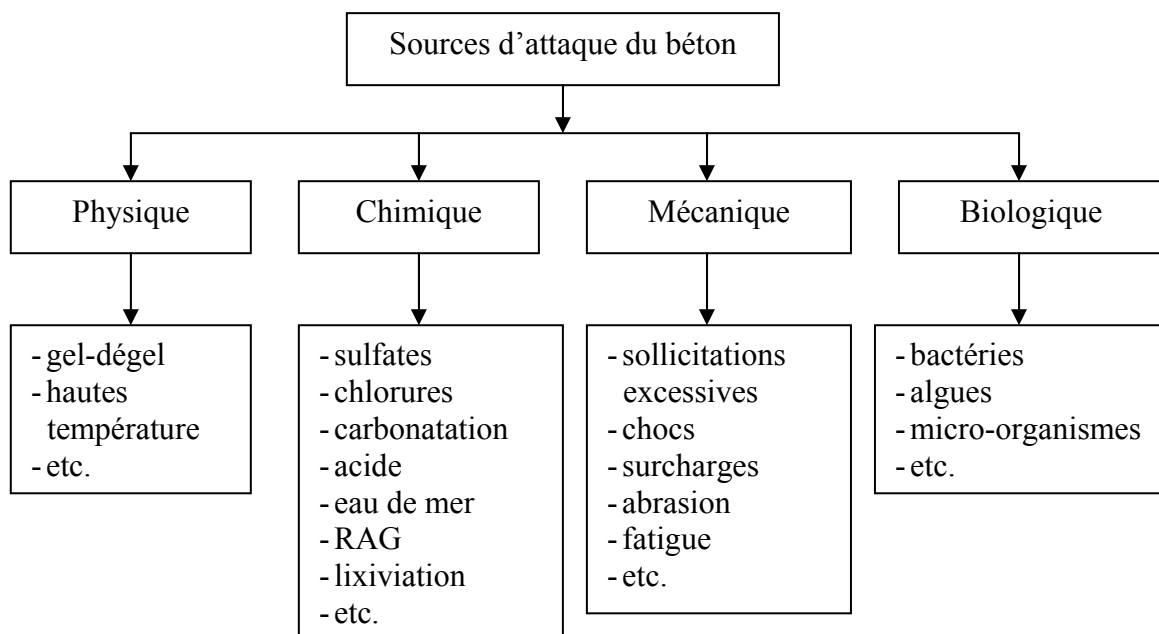 Sources d’attaque du béton
Physique
Chimique
Mécanique
Biologique
- gel-dégel
- hautes
température
- etc.
- sulfates
- chlorures
- carbonatation
- acide
- eau de mer
- RAG
- lixiviation
- etc.
- sollicitations
excessives
- chocs
- surcharges
- abrasion
- fatigue
- etc.
- bactéries
- algues
- micro-organismes
- etc.